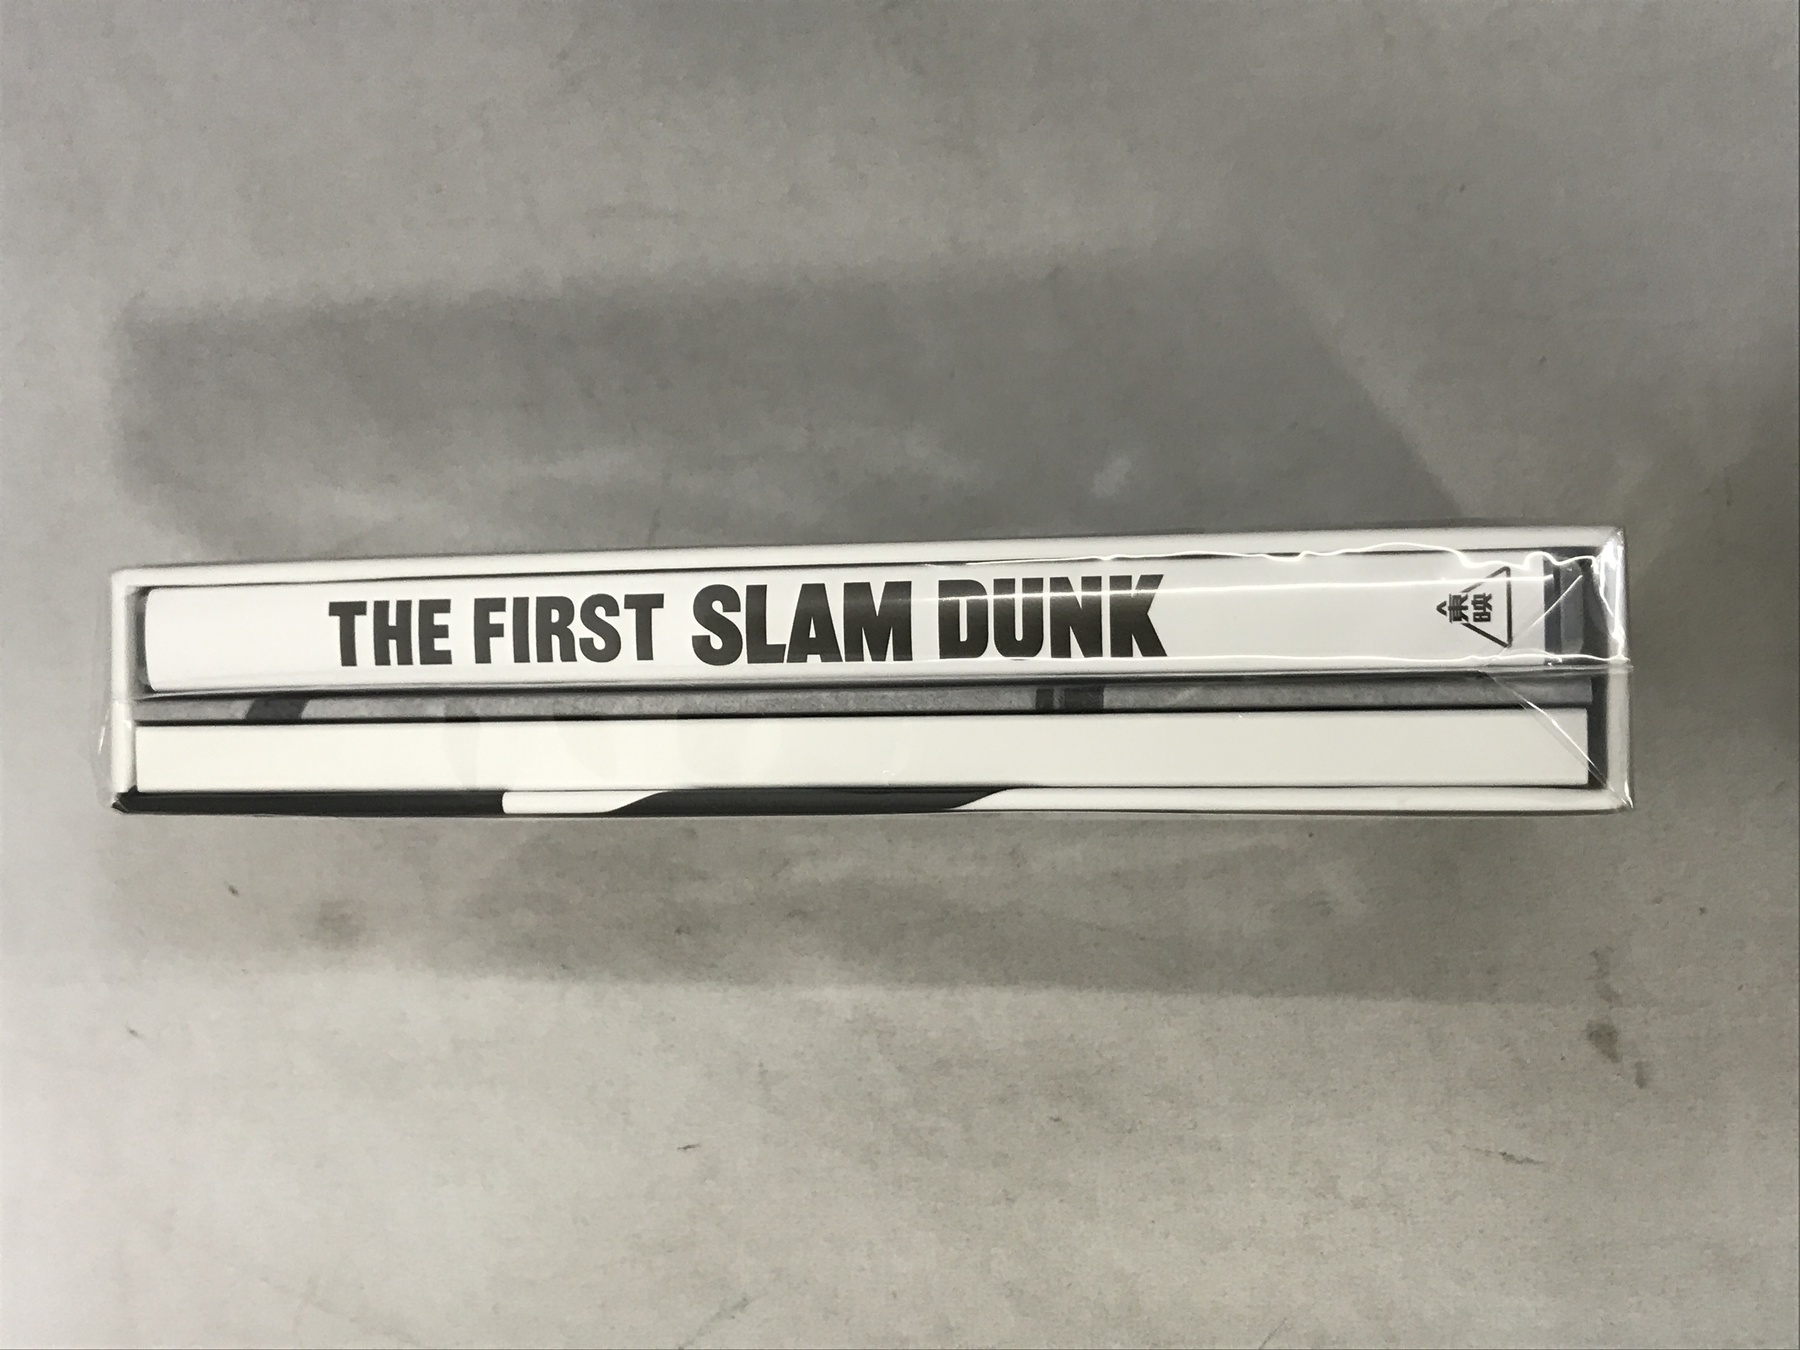 THE FIRST SLAM DUNK
東映